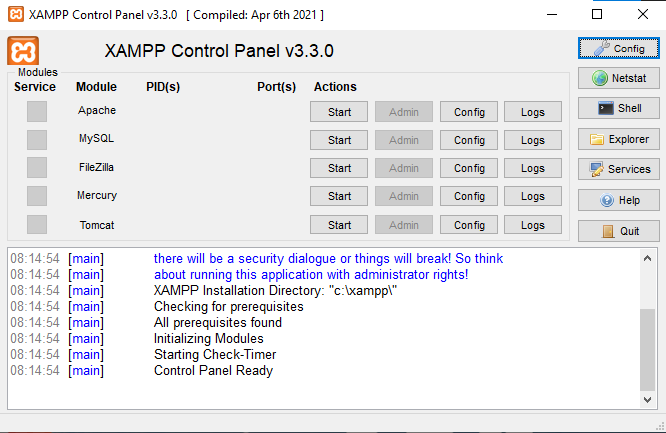 XAMPP Control Panel v3.3.0 [ Compiled: Apr 6th 2021 ]
XAMPP Control Panel v3.3.0
Config
Modules
Service Module PID(s) Port(s) Actions
Netstat
Apache Start Admin Config Logs
Shell
MySQL Start Admin Config Logs
Explorer
FileZilla Start Admin Config Logs
Services
Mercury Start Admin Config Logs
Help
Tomcat Start Admin Config Logs
Quit
08:14:54 [main] there will be a security dialogue or things will break! So think
08:14:54 [main] about running this application with administrator rights!
08:14:54 [main] XAMPP Installation Directory: "c:\xampp\"
08:14:54 [main] Checking for prerequisites
08:14:54 [main] All prerequisites found
08:14:54 [main] Initializing Modules
08:14:54 [main] Starting Check-Timer
08:14:54 [main] Control Panel Ready